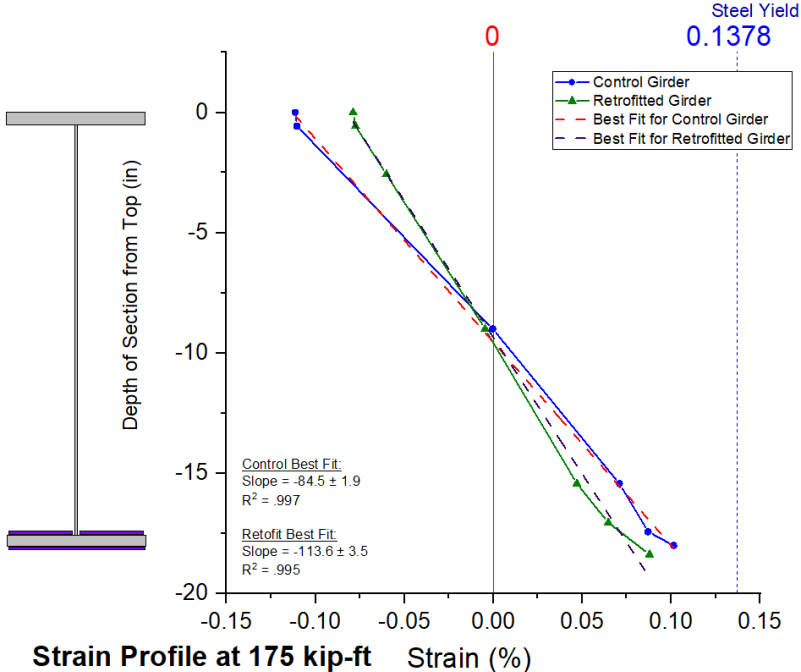 Steel Yield
0
0.1378
Control Girder
Retrofitted Girder
Best Fit for Control Girder
Best Fit for Retrofitted Girder
Depth of Section from Top (in)
0
-5
-10
-15
-20
Control Best Fit:
Slope = -84.5 ± 1.9
R² = .997
Retofit Best Fit:
Slope = -113.6 ± 3.5
R² = .995
-0.15 -0.10 -0.05 0.00 0.05 0.10 0.15
Strain Profile at 175 kip-ft Strain (%)